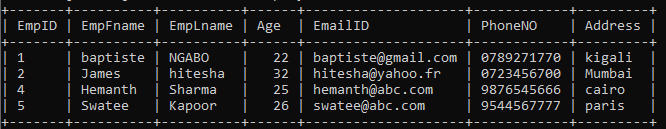 | EmpID | EmpFname | EmpLname | Age | EmailID | PhoneNO | Address |
| 1 | baptiste | NGABO | 22 | baptiste@gmail.com | 0789271770 | kigali |
| 2 | James | hitesha | 32 | hitesha@yahoo.fr | 0723456700 | Mumbai |
| 4 | Hemanth | Sharma | 25 | hemanth@abc.com | 9876545666 | cairo |
| 5 | Swatee | Kapoor | 26 | swatee@abc.com | 9544567777 | paris |